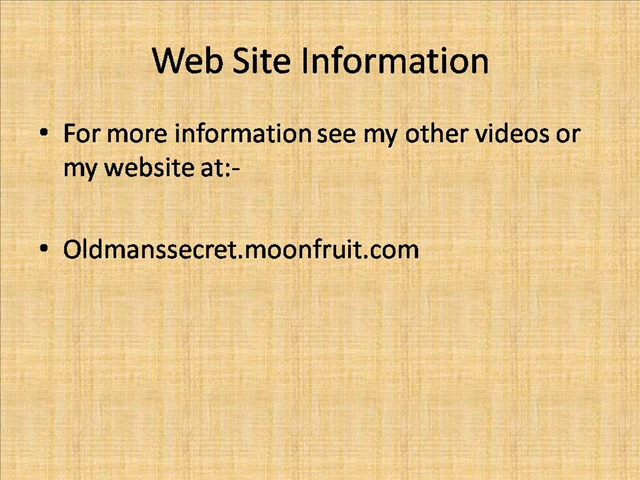 Web Site Information
• For more information see my other videos or
my website at:-
• Oldmanssecret.moonfruit.com